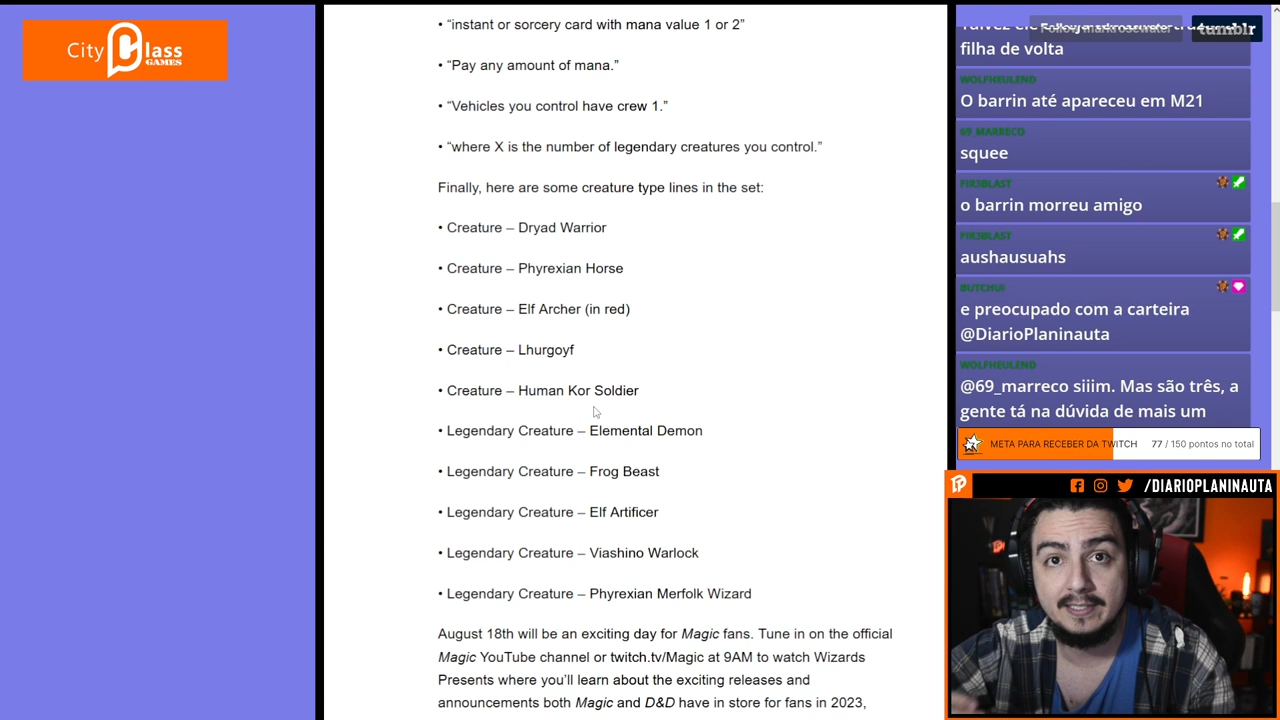 City Class
GAMES
• “instant or sorcery card with mana value 1 or 2”
• “Pay any amount of mana.”
• “Vehicles you control have crew 1.”
• “where X is the number of legendary creatures you control.”
Finally, here are some creature type lines in the set:
• Creature – Dryad Warrior
• Creature – Phyrexian Horse
• Creature – Elf Archer (in red)
• Creature – Lhurgoyf
• Creature – Human Kor Soldier
• Legendary Creature – Elemental Demon
• Legendary Creature – Frog Beast
• Legendary Creature – Elf Artificer
• Legendary Creature – Viashino Warlock
• Legendary Creature – Phyrexian Merfolk Wizard
August 18th will be an exciting day for Magic fans. Tune in on the official
Magic YouTube channel or twitch.tv/Magic at 9AM to watch Wizards
Presents where you’ll learn about the exciting releases and
announcements both Magic and D&D have in store for fans in 2023,
Follow markrosewater
tumblr
filha de volta
WOLFHEULEND
O barrin até apareceu em M21
69_MARRECO
squee
FIR3BLAST
o barrin morreu amigo
FIR3BLAST
aushausuahs
BUTCHUI
e preocupado com a carteira
@DiarioPlaninauta
WOLFHEULEND
@69_marreco siiim. Mas são três, a
gente tá na dúvida de mais um
META PARA RECEBER DA TWITCH 77 / 150 pontos no total
/DIARIOPLANINAUTA